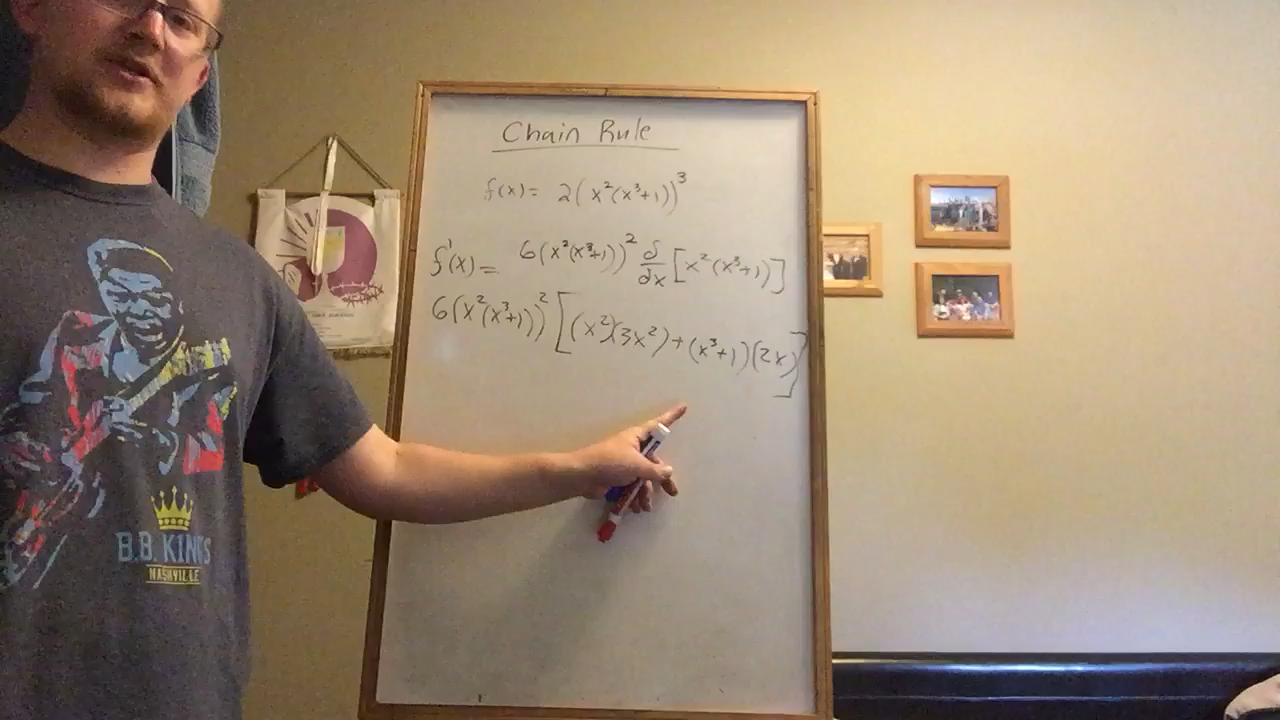 Chain Rule
f(x) = 2(x²(x³+1))³
f'(x) = 6(x²(x³+1))² δ/dx [x²(x³+1)]
6(x²(x³+1))² [(x²)(3x²)+(x³+1)(2x)]
B.B. KING'S
NASHVILLE